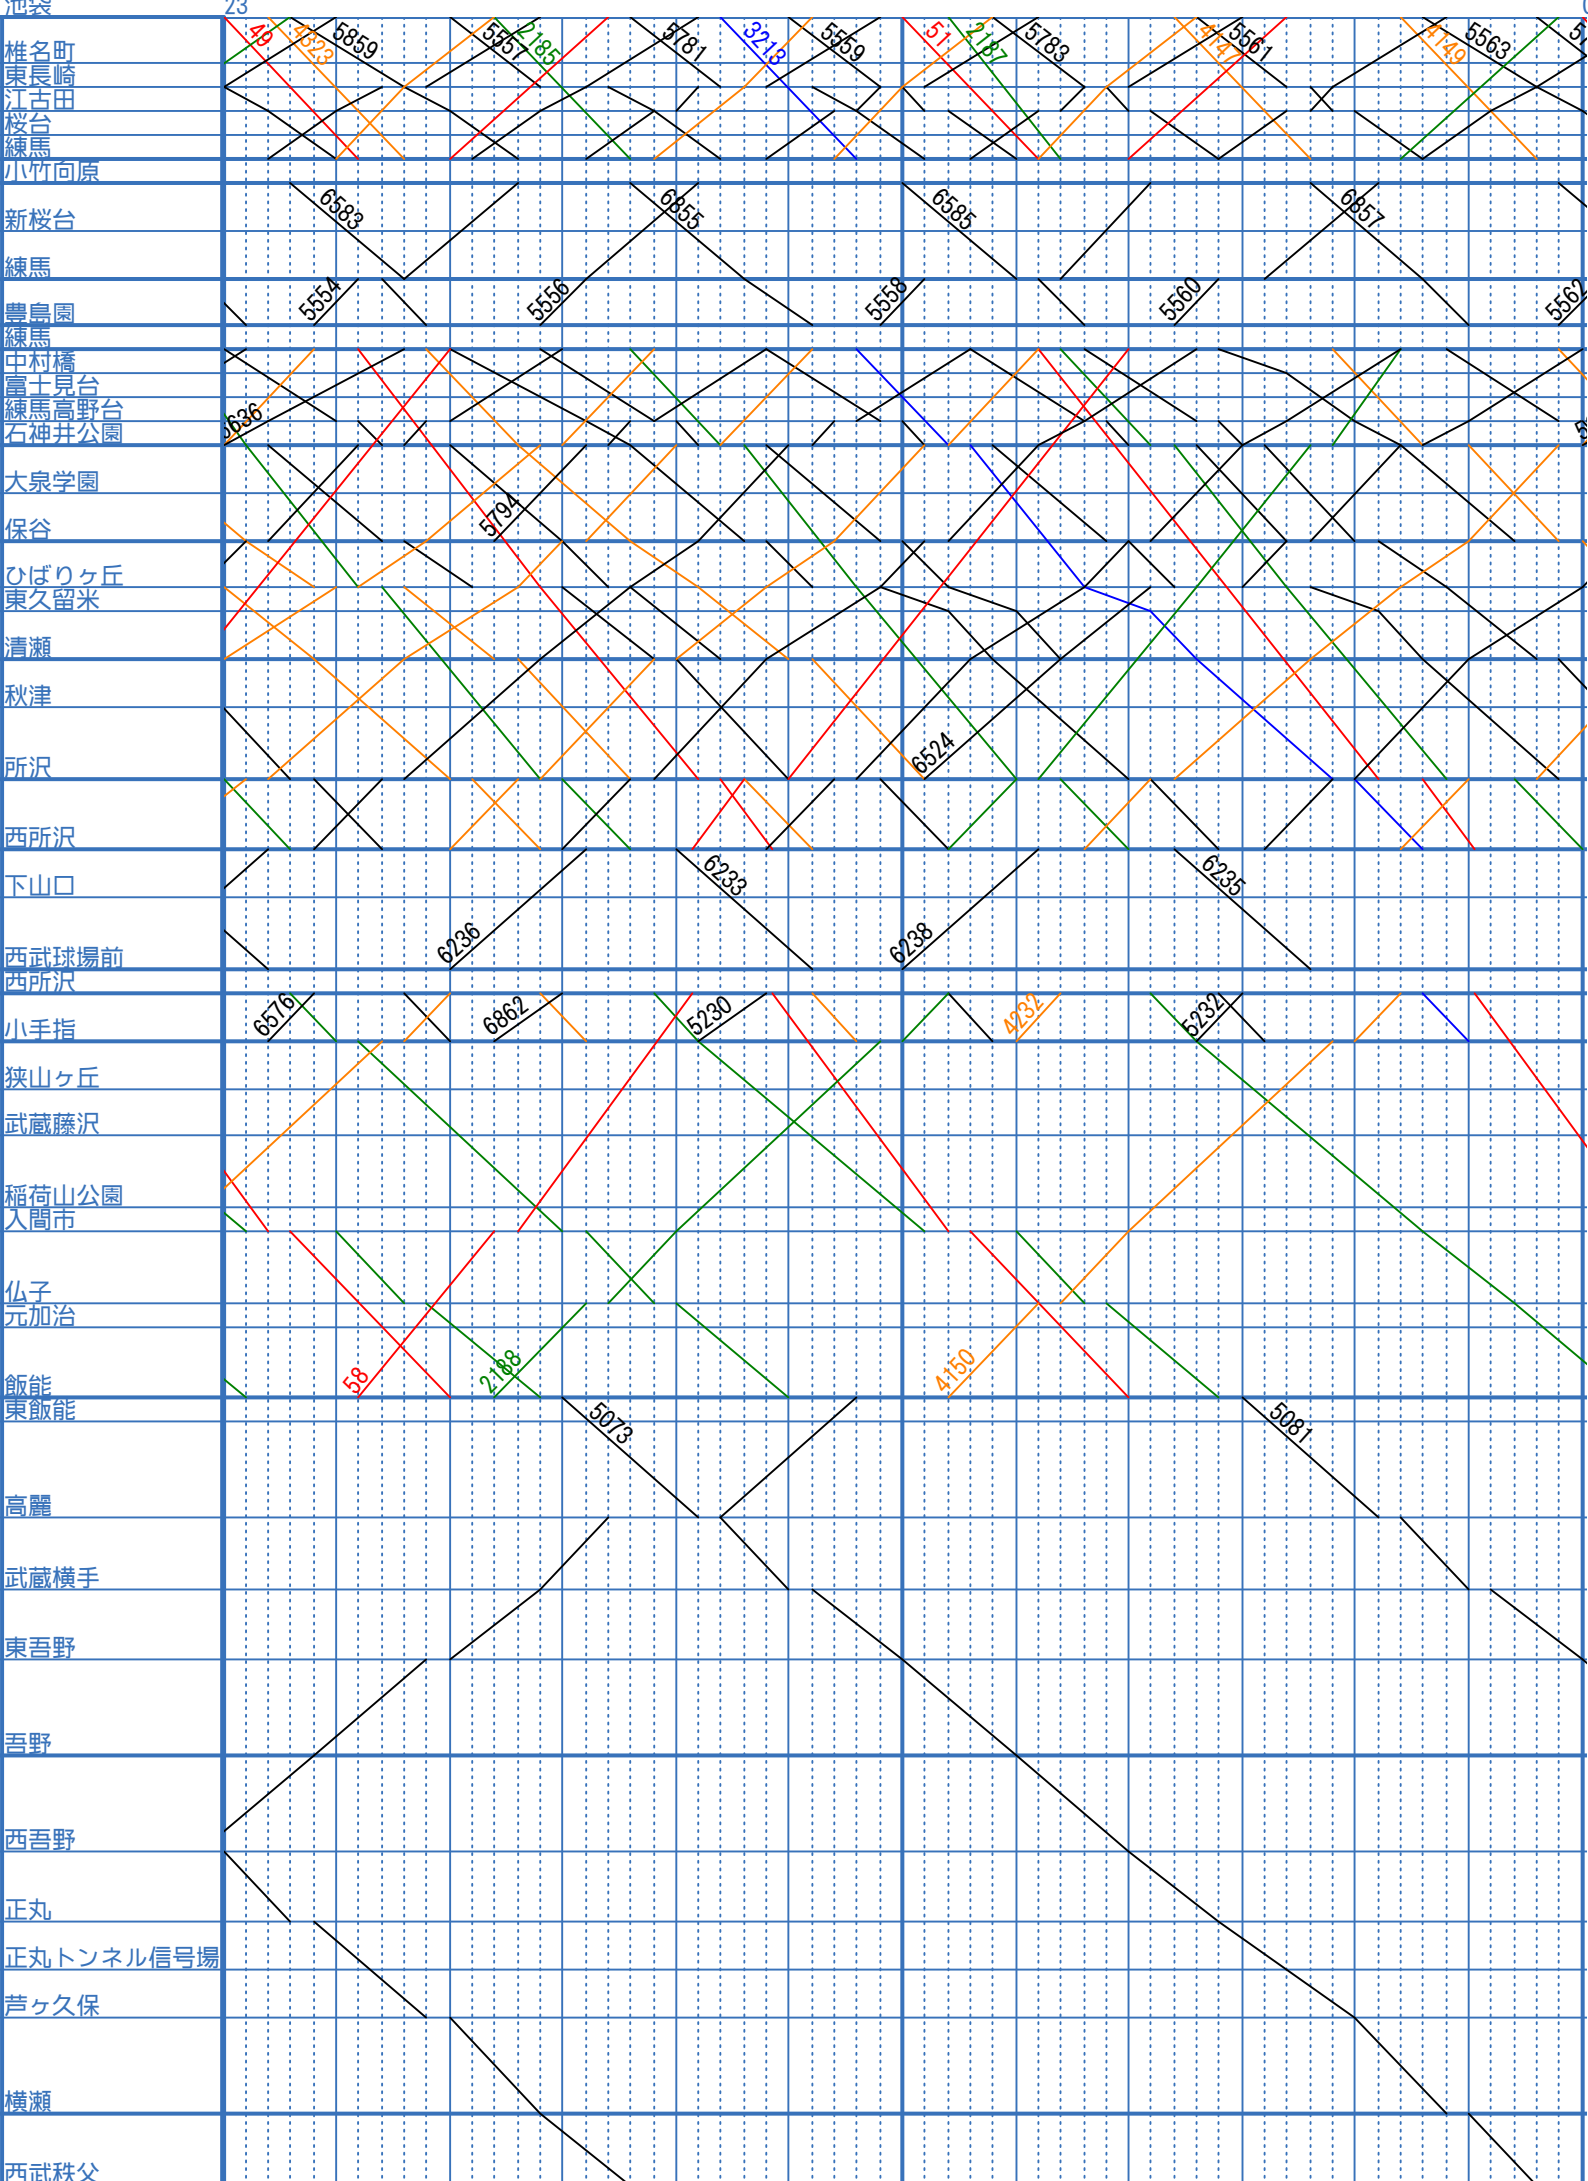 池袋 23
49 4323 5859 5557 2185 5781 3213 5559 51 2187 5783 4147 5561 4149 5563
椎名町
東長崎
江古田
桜台
練馬
小竹向原
6583 6855 6585 6857
新桜台
練馬
5554 5556 5558 5560 5562
豊島園
練馬
中村橋
富士見台
練馬高野台
5636
石神井公園
大泉学園
5794
保谷
ひばりヶ丘
東久留米
清瀬
秋津
6524
所沢
西所沢
6233 6235
下山口
6236 6238
西武球場前
西所沢
6576 6862 5230 4232 5232
小手指
狭山ヶ丘
武蔵藤沢
稲荷山公園
入間市
仏子
元加治
58 2188 4150
飯能
東飯能
5073 5081
高麗
武蔵横手
東吾野
吾野
西吾野
正丸
正丸トンネル信号場
芦ヶ久保
横瀬
西武秩父